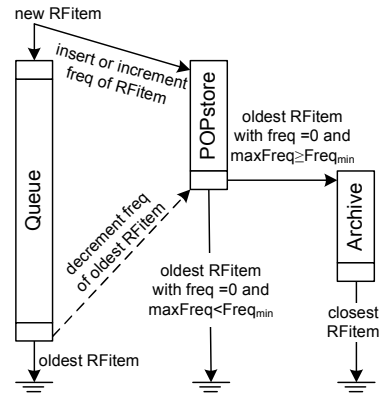 new RFitem
insert or increment
freq of RFitem
Queue
POPstore
oldest RFitem
with freq =0 and
maxFreq≥Freqmin
Archive
decrement freq
of oldest RFitem
oldest RFitem
with freq =0 and
maxFreq<Freqmin
closest
RFitem
oldest RFitem